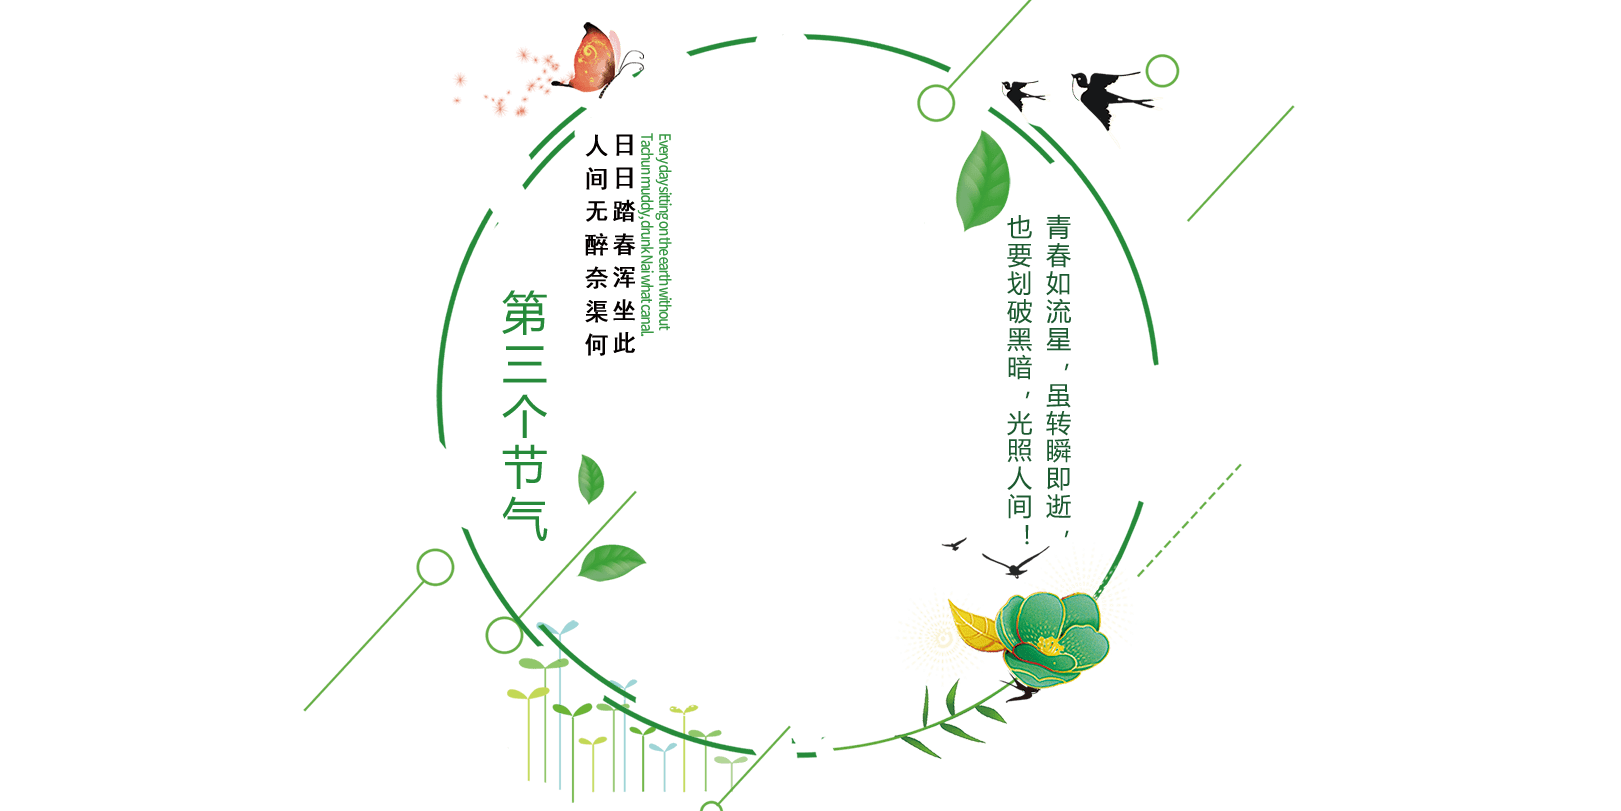 青春如流星，虽转瞬即逝，
也要划破黑暗，光照人间！
Every day sitting on the earth without
Tachun muddy, drunk Nai what canal.
日日踏春浑坐此
人间无醉奈渠何
第三个节气